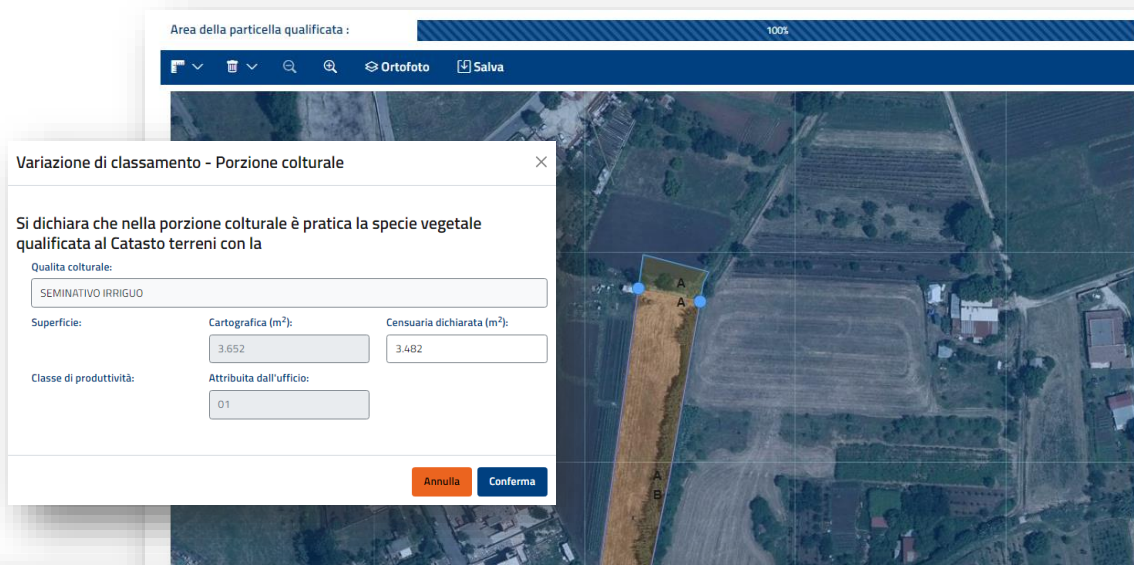 Area della particella qualificata :
100%
Ortofoto
Salva
Variazione di classamento - Porzione colturale
Si dichiara che nella porzione colturale è pratica la specie vegetale
qualificata al Catasto terreni con la
Qualita colturale:
SEMINATIVO IRRIGUO
Superficie:
Cartografica (m²):
Censuaria dichiarata (m²):
3.652
3.482
Classe di produttività:
Attribuita dall'ufficio:
01
Annulla
Conferma
A
A
A
B